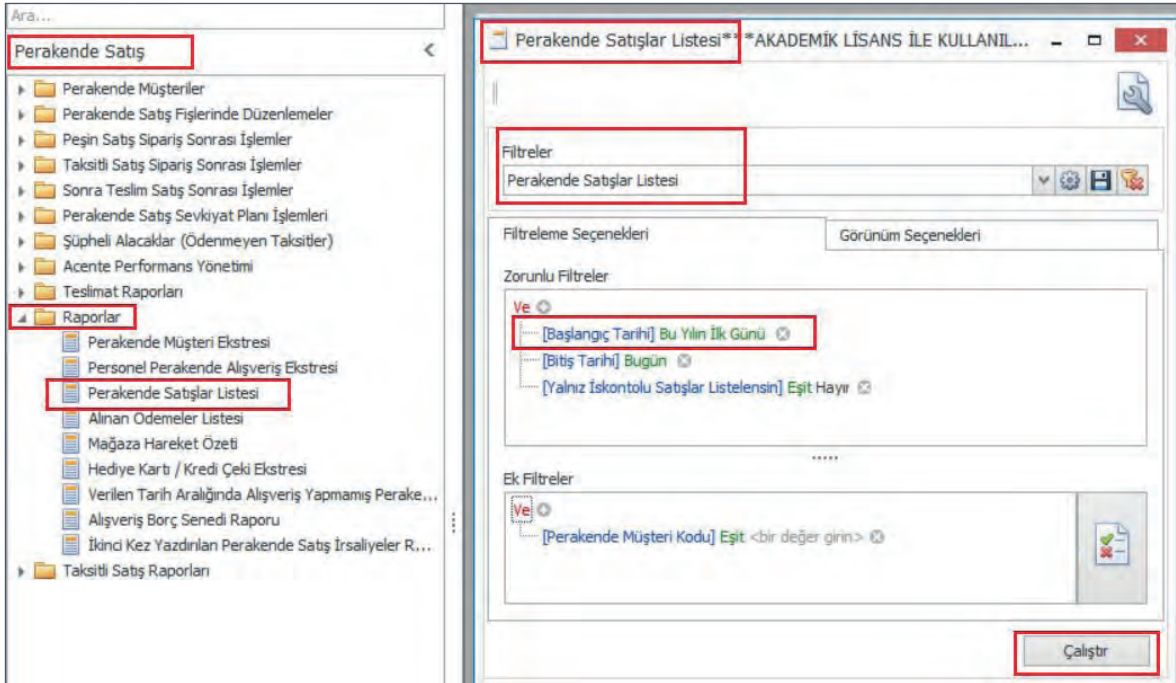 Ara...
Perakende Satış
Perakende Müşteriler
Perakende Satış Fişlerinde Düzenlemeler
Peşin Satış Sipariş Sonrası İşlemler
Taksitli Satış Sipariş Sonrası İşlemler
Sonra Teslim Satış Sonrası İşlemler
Perakende Satış Sevkiyat Planı İşlemleri
Şüpheli Alacaklar (Ödenmeyen Taksitler)
Acente Performans Yönetimi
Teslimat Raporları
Raporlar
Perakende Müşteri Ekstresi
Personel Perakende Alışveriş Ekstresi
Perakende Satışlar Listesi
Alınan Ödemeler Listesi
Mağaza Hareket Özeti
Hediye Kartı / Kredi Çeki Ekstresi
Verilen Tarih Aralığında Alışveriş Yapmamış Perake...
Alışveriş Borç Senedi Raporu
İkinci Kez Yazdırılan Perakende Satış İrsaliyeler R...
Taksitli Satış Raporları
Perakende Satışlar Listesi***AKADEMİK LİSANS İLE KULLANIL...
Filtreler
Perakende Satışlar Listesi
Filtreleme Seçenekleri Görünüm Seçenekleri
Zorunlu Filtreler
Ve
[Başlangıç Tarihi] Bu Yılın İlk Günü
[Bitiş Tarihi] Bugün
[Yalnız İskontolu Satışlar Listelensin] Eşit Hayır
Ek Filtreler
Ve
[Perakende Müşteri Kodu] Eşit <bir değer girin>
Çalıştır